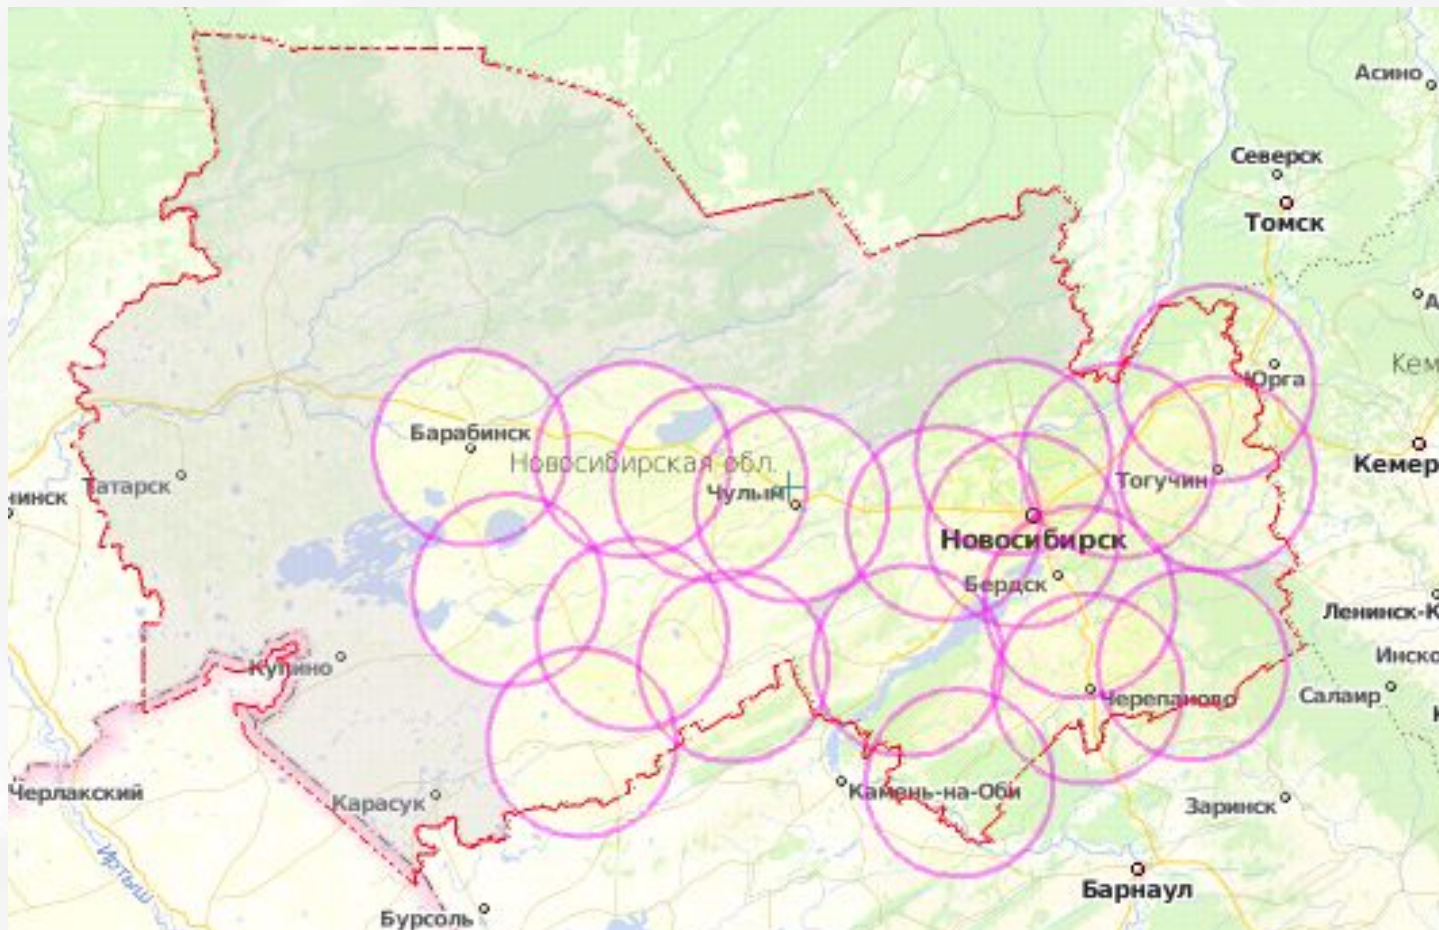 Асино
Северск
Томск
А
Кем
Юрга
Барабинск
Новосибирская обл.
Кемер
Тогучин
Татарск
Чулым
нинск
Новосибирск
Бердск
Ленинск-К
Инско
Купино
Салаир
Черепаново
К
Черлакский
Карасук
Камень-на-Оби
Заринск
Иртыш
Барнаул
Бурсоль